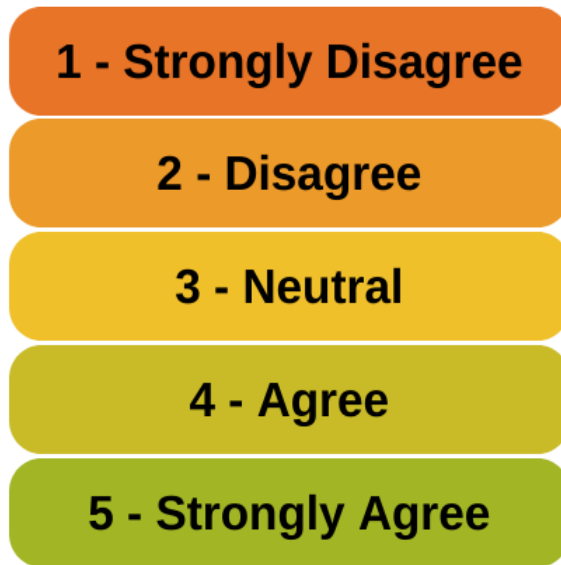 1 - Strongly Disagree
2 - Disagree
3 - Neutral
4 - Agree
5 - Strongly Agree